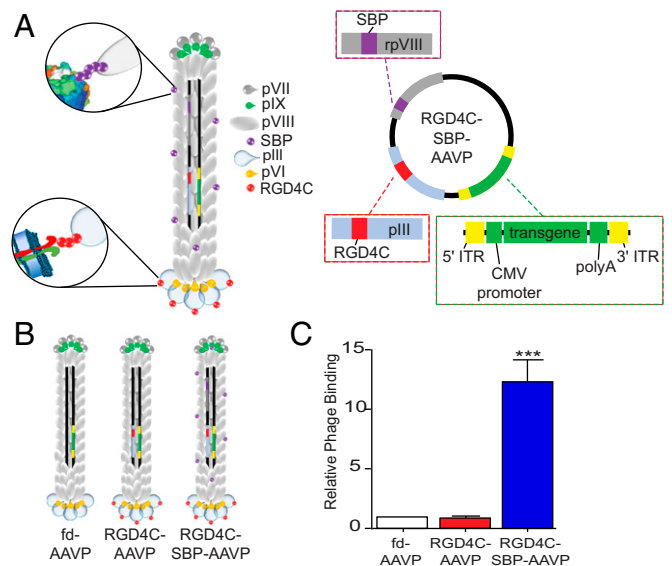 A
pVII
pIX
pVIII
SBP
pIII
pVI
RGD4C
SBP
rpVIII
RGD4C-
SBP-
AAVP
pIII
RGD4C
transgene
5' ITR
3' ITR
CMV
promoter
polyA
B
fd-
AAVP
RGD4C-
AAVP
RGD4C-
SBP-AAVP
C
Relative Phage Binding
15
10
5
0
***
fd-
AAVP
RGD4C-
AAVP
RGD4C-
SBP-AAVP